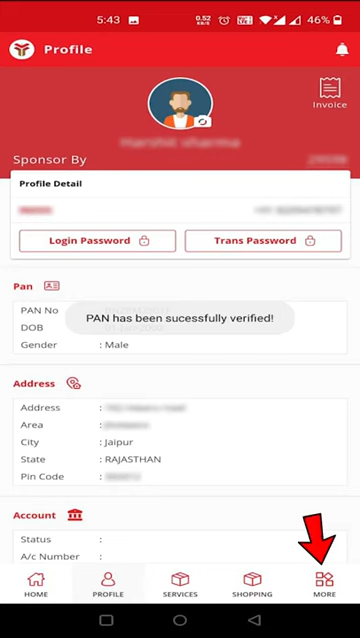 5:43 0.52 KB/S 46%
Profile
Invoice
Sponsor By
Profile Detail
Login Password Trans Password
Pan
PAN No
PAN has been sucessfully verified!
DOB
Gender : Male
Address
Address :
Area :
City : Jaipur
State : RAJASTHAN
Pin Code :
Account
Status :
A/c Number :
HOME PROFILE SERVICES SHOPPING MORE